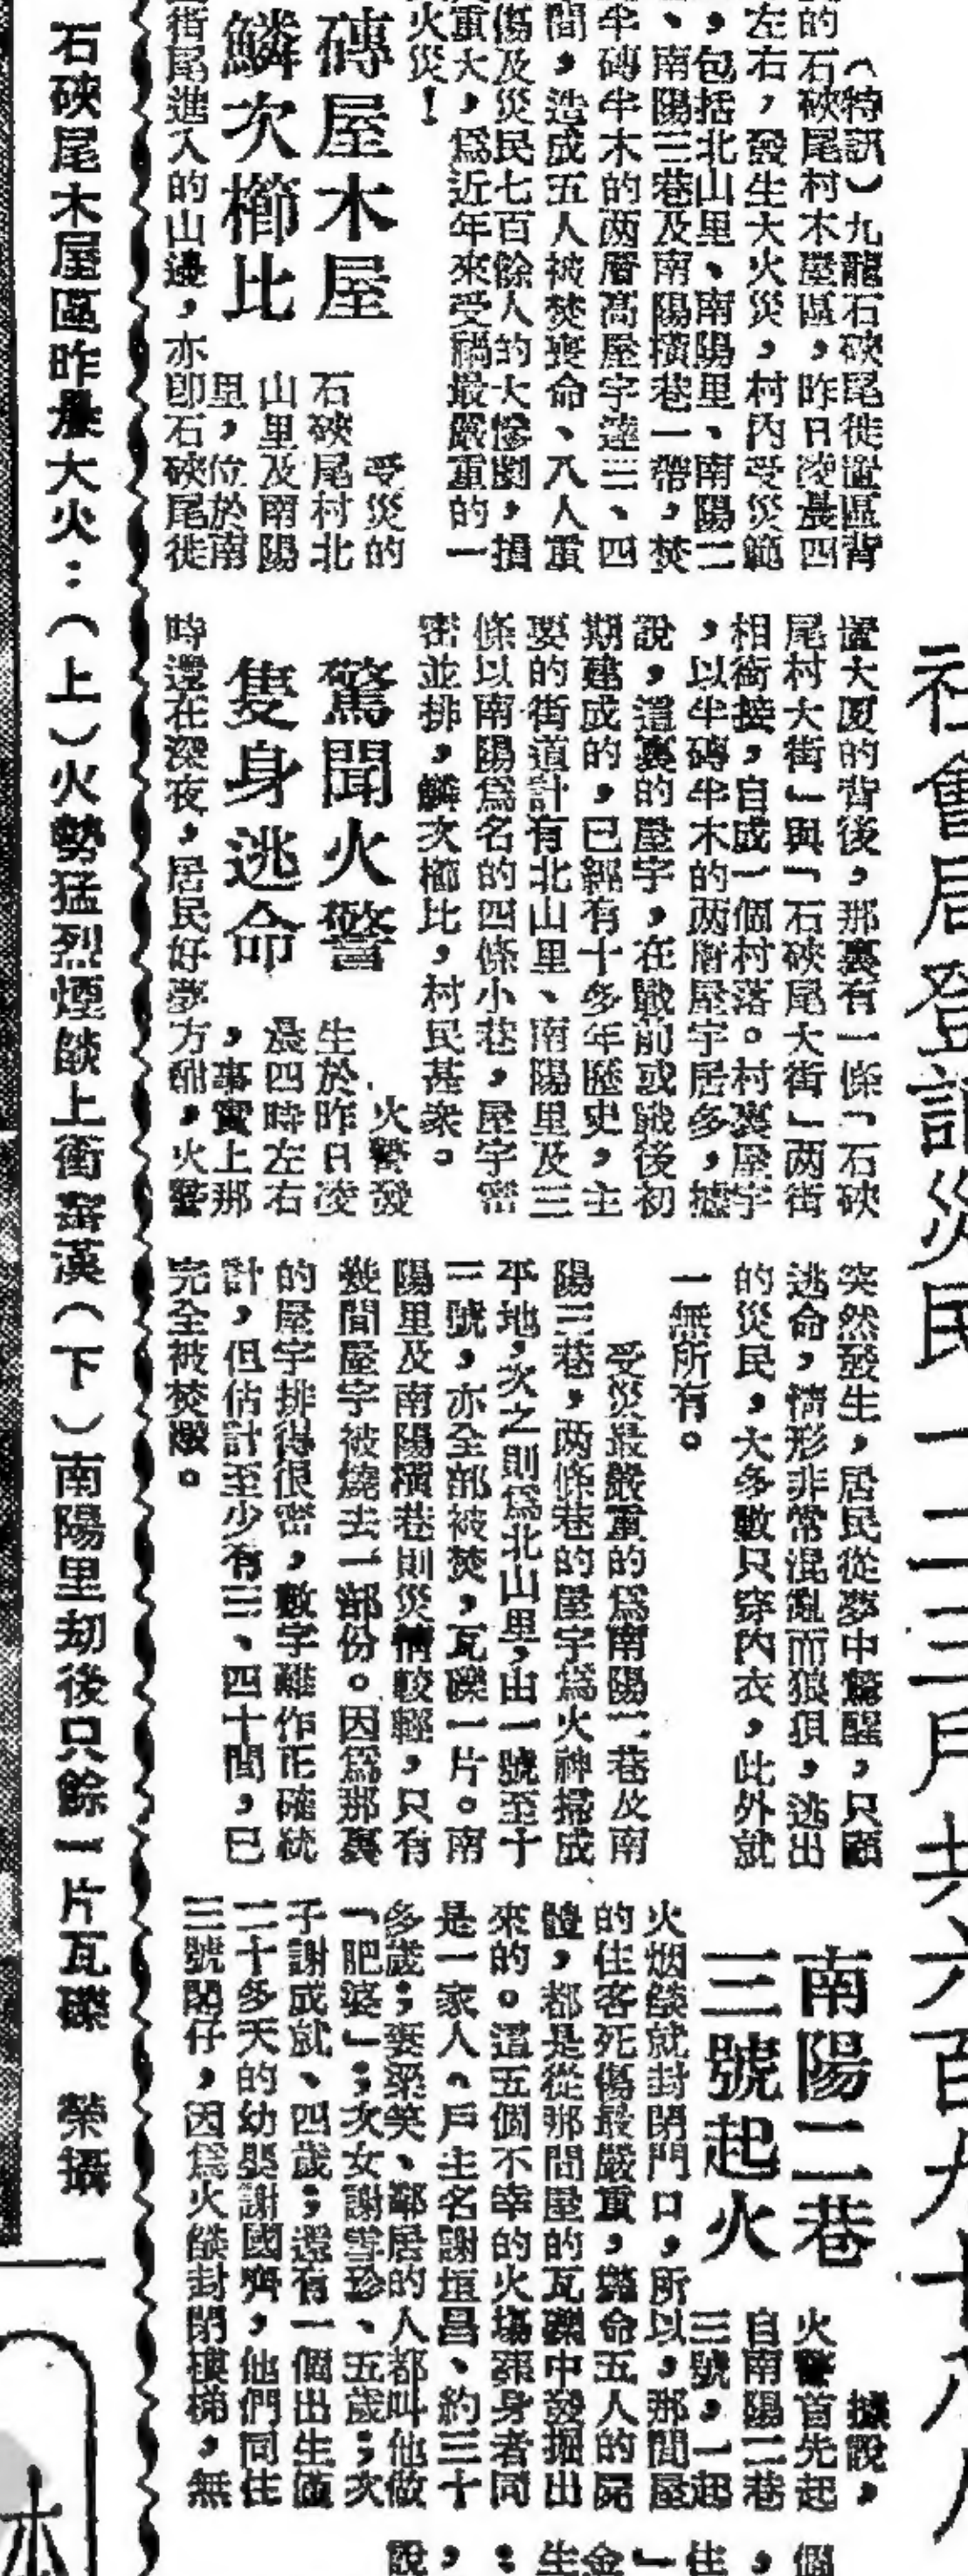 社會局登記災民一二三戶共六百九十八
(特訊)九龍石硤尾徙置區背
的石硤尾村木屋區,昨日凌晨四
左右,發生大火災,村內受災範
,包括北山里、南陽里、南陽二
、南陽三巷及南陽橫巷一帶,焚
半磚半木的两層高屋宇達三、四
間,造成五人被焚喪命、八人重
傷及災民七百餘人的大慘劇,損
重大,為近年來受禍最嚴重的一
火災!
磚屋木屋
鱗次櫛比
受災的
石硤尾村北
山里及南陽
里,位於南
街尾進入的山邊,亦卽石硤尾徙
置大厦的背後,那裏有一條「石硤
尾村大街」與「石硤尾大街」两街
相銜接,自成一個村落。村裏屋宇
,以半磚半木的两層屋宇居多,據
說,這裏的屋宇,在戰前或戰後初
期建成的,已經有十多年歷史,主
要的街道計有北山里、南陽里及三
條以南陽為名的四條小巷,屋宇密
密並排,鱗次櫛比,村民甚衆。
驚聞火警
隻身逃命
火警發
生於昨日凌
晨四時左右
,事實上那
時還在深夜,居民好夢方酣,火警
突然發生,居民從夢中驚醒,只顧
逃命,情形非常混亂而狼狽,逃出
的災民,大多數只穿內衣,此外就
一無所有。
受災最嚴重的為南陽二巷及南
陽三巷,两條巷的屋宇為火神掃成
平地,次之則為北山里,由一號至十
三號,亦全部被焚,瓦礫一片。南
陽里及南陽橫巷則災情較輕,只有
幾間屋宇被燒去一部份。因為那裏
的屋宇排得很密,數字難作正確統
計,但估計至少有三、四十間,已
完全被焚燬。
南陽二巷
三號起火
據說,
火警首先起
自南陽二巷
三號,一起
火烟燄就封閉門口,所以,那間屋
的住客死傷最嚴重,斃命五人的屍
體,都是從那間屋的瓦礫中發掘出
來的。這五個不幸的火塲葬身者同
是一家人。戶主名謝垣昌、約三十
多歲;妻梁笑、鄰居的人都叫他做
「肥婆」;次女謝雪珍、五歲;次
子謝成就、四歲;還有一個出生僅
二十多天的幼嬰謝國齊,他們同住
三號閣仔,因為火燄封閉樓梯,無
石硤尾木屋區昨晨大火:(上)火勢猛烈煙燄上衝霄漢(下)南陽里劫後只餘一片瓦礫 榮攝